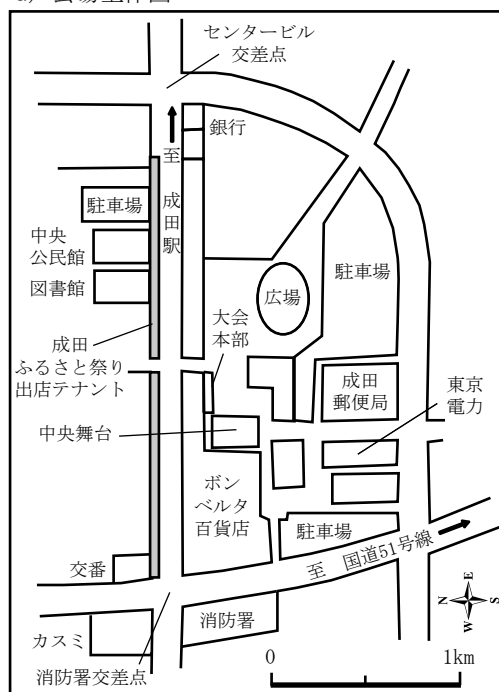 センタービル
交差点
銀行
至 成田駅
駐車場
中央
公民館
図書館
広場
駐車場
大会
本部
成田
ふるさと祭り
出店テナント
成田
郵便局
東京
電力
中央舞台
ボン
ベルタ
百貨店
駐車場
至 国道51号線
交番
消防署
カスミ
消防署交差点
N
E
S
W
0
1km